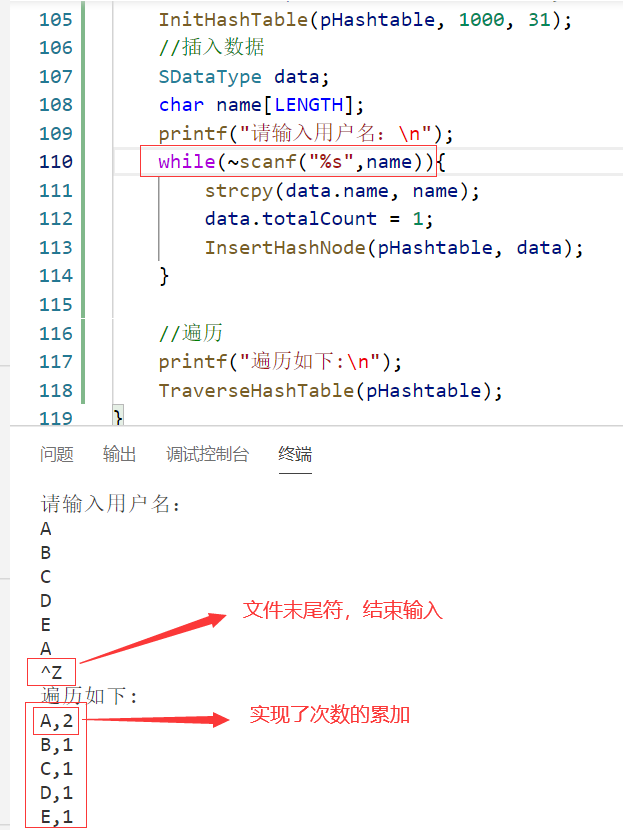 105 InitHashTable(pHashtable, 1000, 31);
106 //插入数据
107 SDataType data;
108 char name[LENGTH];
109 printf("请输入用户名：\n");
110 while(~scanf("%s",name)){
111 strcpy(data.name, name);
112 data.totalCount = 1;
113 InsertHashNode(pHashtable, data);
114 }
115
116 //遍历
117 printf("遍历如下:\n");
118 TraverseHashTable(pHashtable);
119 }
问题 输出 调试控制台 终端
请输入用户名：
A
B
C
D
E
A
文件末尾符，结束输入
^Z
遍历如下:
A,2 实现了次数的累加
B,1
C,1
D,1
E,1